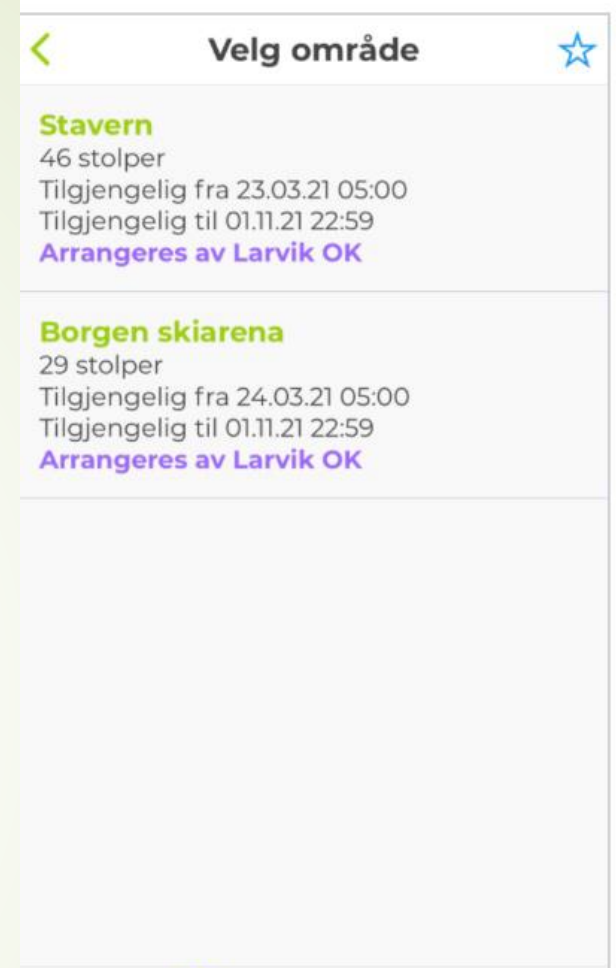 Velg område
Stavern
46 stolper
Tilgjengelig fra 23.03.21 05:00
Tilgjengelig til 01.11.21 22:59
Arrangeres av Larvik OK
Borgen skiarena
29 stolper
Tilgjengelig fra 24.03.21 05:00
Tilgjengelig til 01.11.21 22:59
Arrangeres av Larvik OK